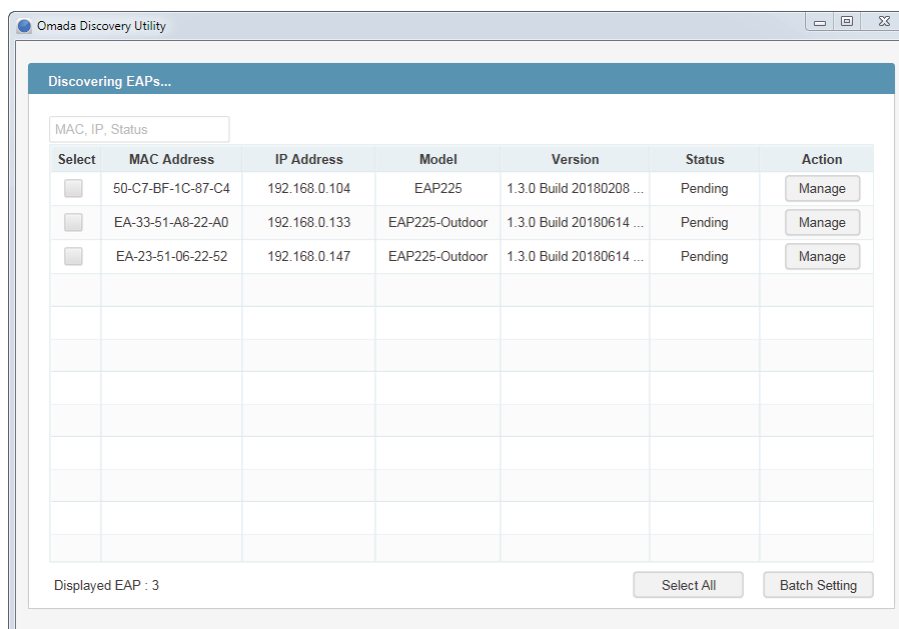 Omada Discovery Utility
Discovering EAPs...
MAC, IP, Status
Select MAC Address IP Address Model Version Status Action
50-C7-BF-1C-87-C4 192.168.0.104 EAP225 1.3.0 Build 20180208 ... Pending Manage
EA-33-51-A8-22-A0 192.168.0.133 EAP225-Outdoor 1.3.0 Build 20180614 ... Pending Manage
EA-23-51-06-22-52 192.168.0.147 EAP225-Outdoor 1.3.0 Build 20180614 ... Pending Manage
Displayed EAP : 3 Select All Batch Setting